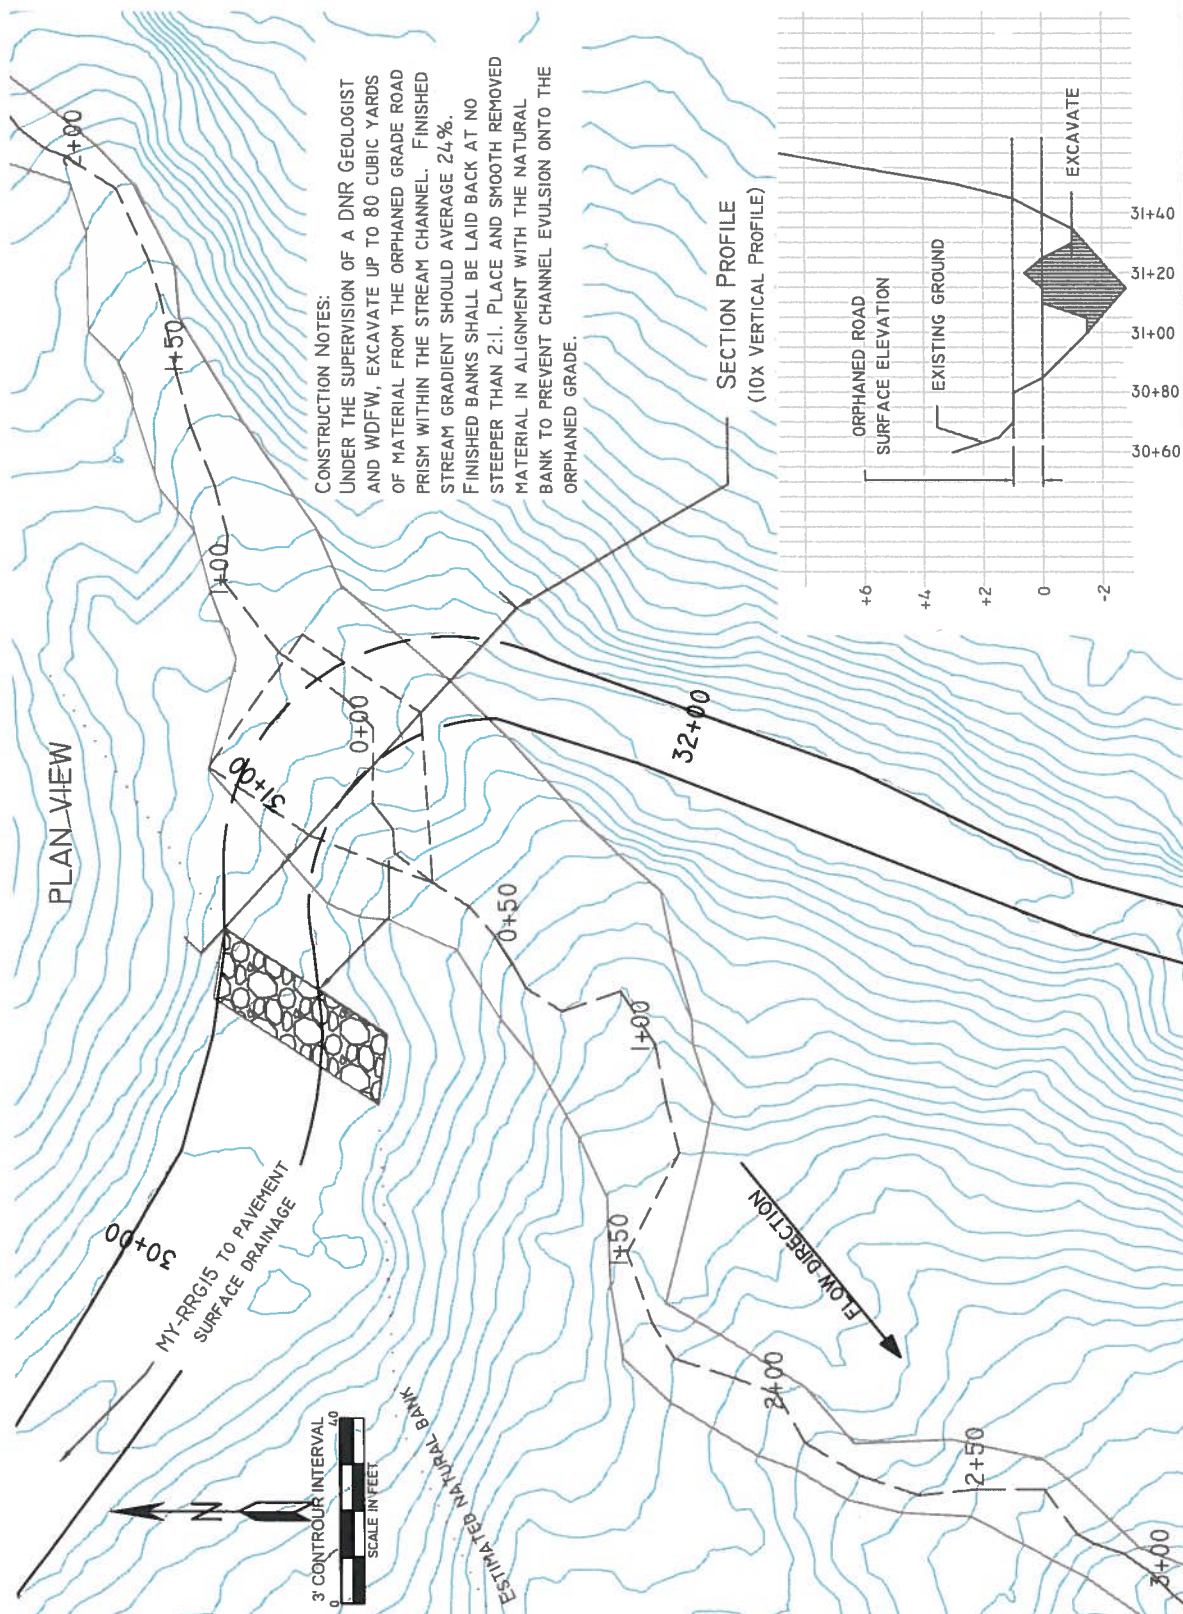 PLAN VIEW
CONSTRUCTION NOTES:
UNDER THE SUPERVISION OF A DNR GEOLOGIST
AND WDFW, EXCAVATE UP TO 80 CUBIC YARDS
OF MATERIAL FROM THE ORPHANED GRADE ROAD
PRISM WITHIN THE STREAM CHANNEL. FINISHED
STREAM GRADIENT SHOULD AVERAGE 24%.
FINISHED BANKS SHALL BE LAID BACK AT NO
STEEPER THAN 2:1. PLACE AND SMOOTH REMOVED
MATERIAL IN ALIGNMENT WITH THE NATURAL
BANK TO PREVENT CHANNEL EVULSION ONTO THE
ORPHANED GRADE.
2+00
1+50
1+00
0+00
31+00
32+00
0+50
1+00
1+50
2+00
2+50
3+00
30+00
MY-RRG15 TO PAVEMENT
SURFACE DRAINAGE
FLOW DIRECTION
ESTIMATED NATURAL BANK
N
3' CONTROUR INTERVAL
0
40
SCALE IN FEET
SECTION PROFILE
(10X VERTICAL PROFILE)
ORPHANED ROAD
SURFACE ELEVATION
EXISTING GROUND
EXCAVATE
+6
+4
+2
0
-2
30+60
30+80
31+00
31+20
31+40